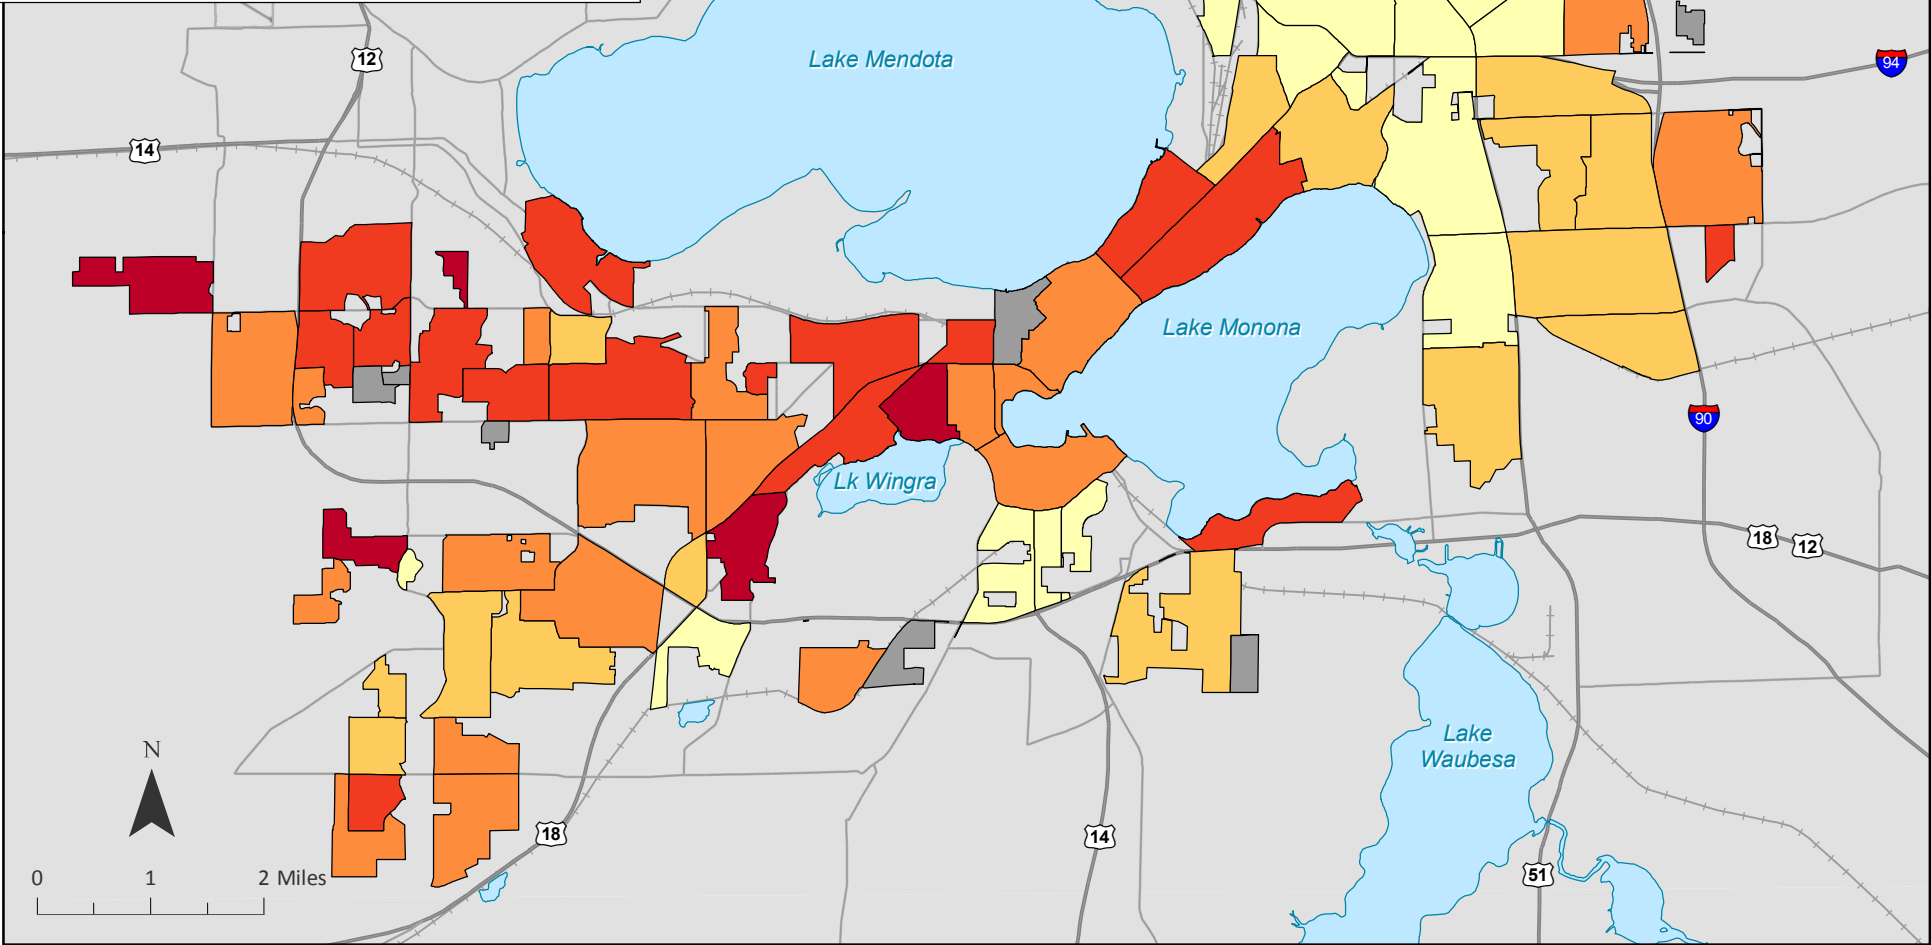 Lake Mendota
12
94
14
Lake Monona
90
Lk Wingra
18
12
Lake
Waubesa
N
18
14
51
0 1 2 Miles